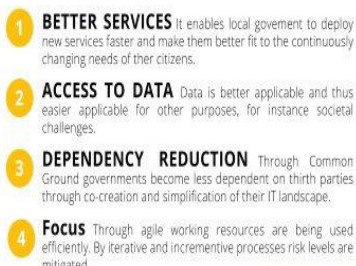 1
BETTER SERVICES It enables local govement to deploy
new services faster and make them better fit to the continuously
changing needs of ther citizens.
2
ACCESS TO DATA Data is better applicable and thus
easier applicable for other purposes, for instance societal
challenges.
3
DEPENDENCY REDUCTION Through Common
Ground governments become less dependent on thirth parties
through co-creation and simplification of their IT landscape.
4
Focus Through agile working resources are being used
efficiently. By iterative and incrementive processes risk levels are
mitigated